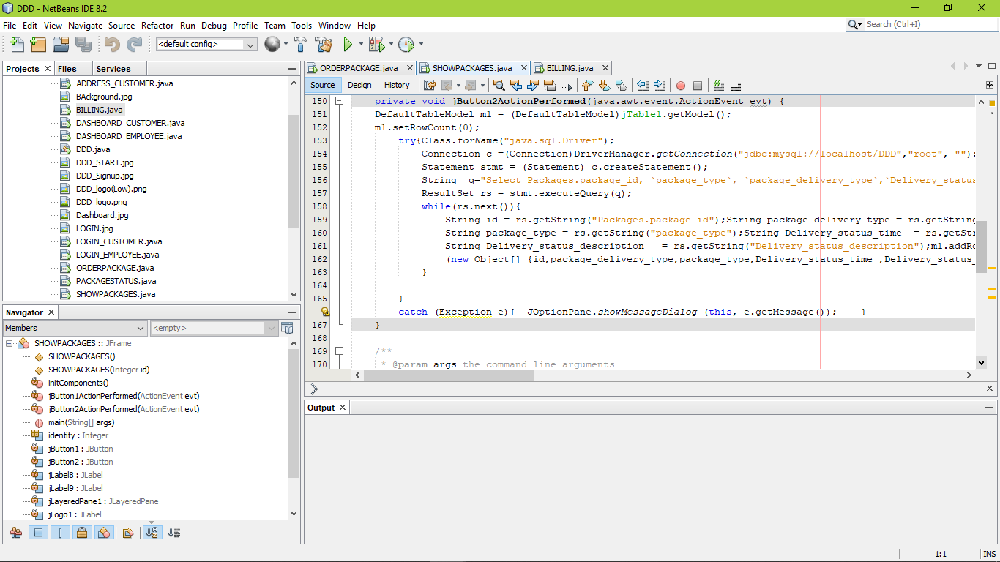 DDD - NetBeans IDE 8.2
File Edit View Navigate Source Refactor Run Debug Profile Team Tools Window Help
Search (Ctrl+I)
<default config>
Projects Files Services
ADDRESS_CUSTOMER.java
BAckground.jpg
BILLING.java
DASHBOARD_CUSTOMER.java
DASHBOARD_EMPLOYEE.java
DDD.java
DDD_START.jpg
DDD_Signup.jpg
DDD_logo(Low).png
DDD_logo.png
Dashboard.jpg
LOGIN.jpg
LOGIN_CUSTOMER.java
LOGIN_EMPLOYEE.java
ORDERPACKAGE.java
PACKAGESTATUS.java
SHOWPACKAGES.java
Navigator
Members <empty>
SHOWPACKAGES :: JFrame
SHOWPACKAGES()
SHOWPACKAGES(Integer id)
initComponents()
jButton1ActionPerformed(ActionEvent evt)
jButton2ActionPerformed(ActionEvent evt)
main(String[] args)
identity : Integer
jButton1 : JButton
jButton2 : JButton
jLabel8 : JLabel
jLabel9 : JLabel
jLayeredPane1 : JLayeredPane
jLogo1 : JLabel
ORDERPACKAGE.java SHOWPACKAGES.java BILLING.java
Source Design History
150 private void jButton2ActionPerformed(java.awt.event.ActionEvent evt) {
151 DefaultTableModel ml = (DefaultTableModel)jTable1.getModel();
152 ml.setRowCount(0);
153 try{Class.forName("java.sql.Driver");
154 Connection c =(Connection)DriverManager.getConnection("jdbc:mysql://localhost/DDD","root", "");
155 Statement stmt = (Statement) c.createStatement();
156 String q="Select Packages.package_id, `package_type`, `package_delivery_type`,`Delivery_status
157 ResultSet rs = stmt.executeQuery(q);
158 while(rs.next()){
159 String id = rs.getString("Packages.package_id");String package_delivery_type = rs.getString
160 String package_type = rs.getString("package_type");String Delivery_status_time = rs.getStr
161 String Delivery_status_description = rs.getString("Delivery_status_description");ml.addRo
162 (new Object[] {id,package_delivery_type,package_type,Delivery_status_time ,Delivery_status_
163 }
164
165 }
catch (Exception e){ JOptionPane.showMessageDialog (this, e.getMessage()); }
167 }
168
169 /**
170 * @param args the command line arguments
Output
1:1 INS